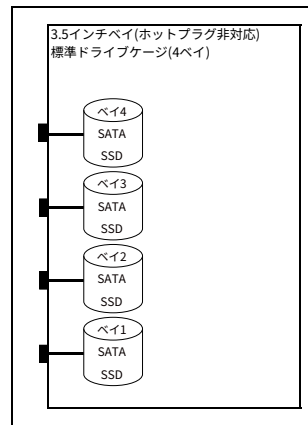 3.5インチベイ(ホットプラグ非対応)
標準ドライブケージ(4ベイ)
ベイ4
SATA
SSD
ベイ3
SATA
SSD
ベイ2
SATA
SSD
ベイ1
SATA
SSD